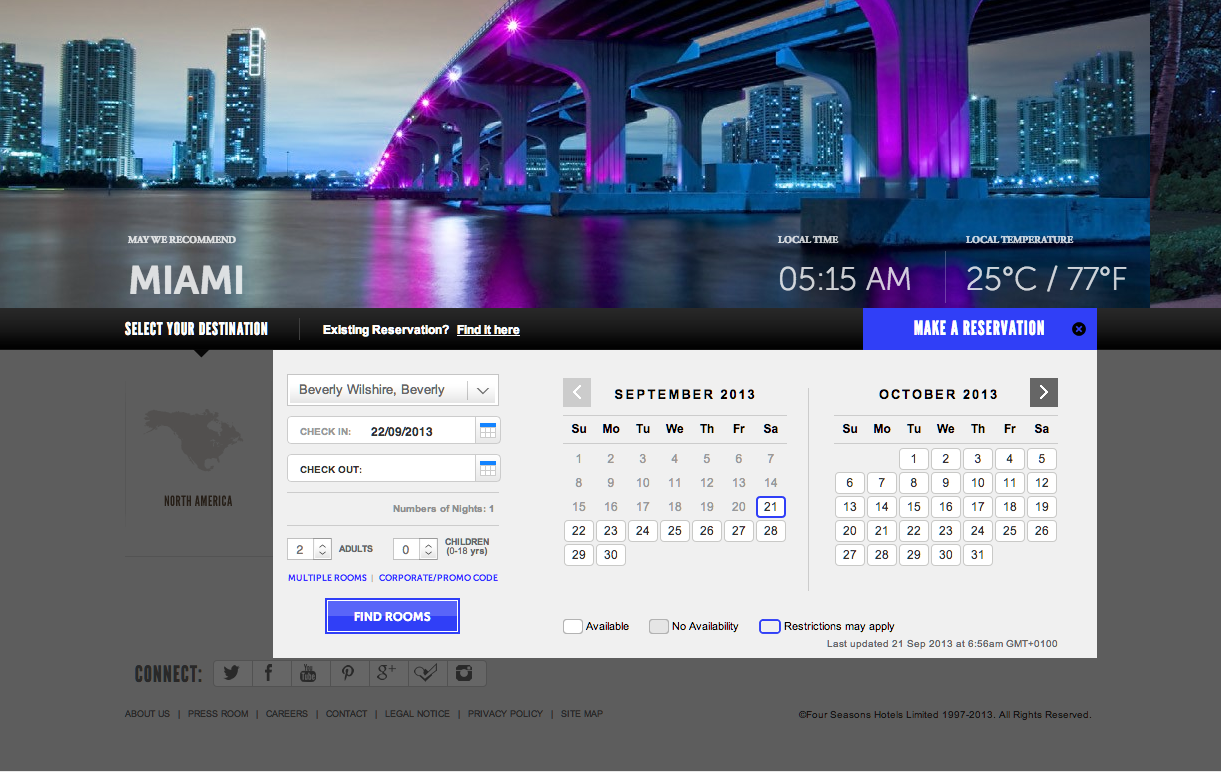 MAY WE RECOMMEND
MIAMI
LOCAL TIME
05:15 AM
LOCAL TEMPERATURE
25°C / 77°F
SELECT YOUR DESTINATION
Existing Reservation? Find it here
MAKE A RESERVATION
NORTH AMERICA
Beverly Wilshire, Beverly
CHECK IN: 22/09/2013
CHECK OUT:
Numbers of Nights: 1
2 ADULTS 0 CHILDREN
(0-18 yrs)
MULTIPLE ROOMS | CORPORATE/PROMO CODE
FIND ROOMS
SEPTEMBER 2013
Su Mo Tu We Th Fr Sa
1 2 3 4 5 6 7
8 9 10 11 12 13 14
15 16 17 18 19 20 21
22 23 24 25 26 27 28
29 30
OCTOBER 2013
Su Mo Tu We Th Fr Sa
1 2 3 4 5
6 7 8 9 10 11 12
13 14 15 16 17 18 19
20 21 22 23 24 25 26
27 28 29 30 31
Available No Availability Restrictions may apply
Last updated 21 Sep 2013 at 6:56am GMT+0100
CONNECT:
You Tube
g+
ABOUT US | PRESS ROOM | CAREERS | CONTACT | LEGAL NOTICE | PRIVACY POLICY | SITE MAP
©Four Seasons Hotels Limited 1997-2013. All Rights Reserved.